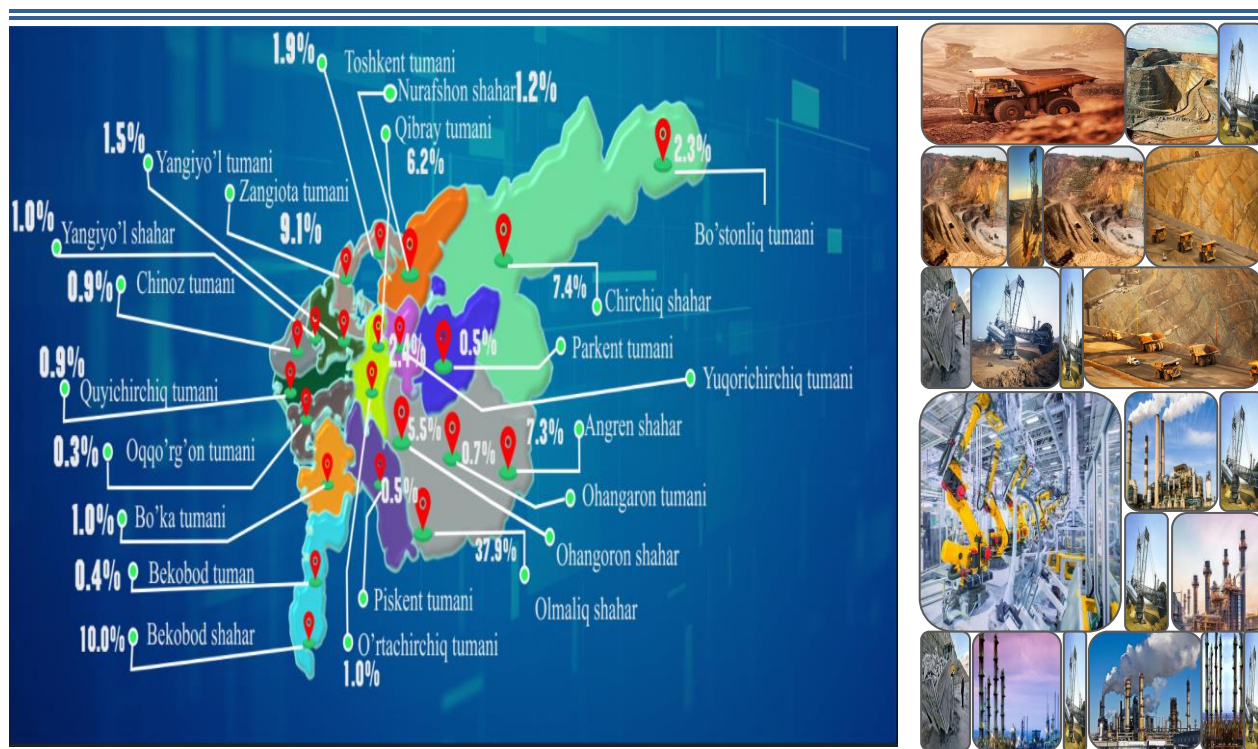 1.9%
Toshkent tumani
Nurafshon shahar 1.2%
Qibray tumani
6.2%
1.5%
Yangiyo’l tumani
Zangiota tumani
9.1%
1.0%
Yangiyo’l shahar
0.9%
Chinoz tumani
0.9%
Quyichirchiq tumani
0.3%
Oqqo’rg’on tumani
1.0%
Bo’ka tumani
0.4%
Bekobod tuman
10.0%
Bekobod shahar
2.3%
Bo’stonliq tumani
7.4%
Chirchiq shahar
0.5%
Parkent tumani
2.4%
Yuqorichirchiq tumani
5.5%
0.7%
7.3%
Angren shahar
Ohangaron tumani
0.5%
37.9%
Ohangoron shahar
Olmaliq shahar
Piskent tumani
O’rtachirchiq tumani
1.0%